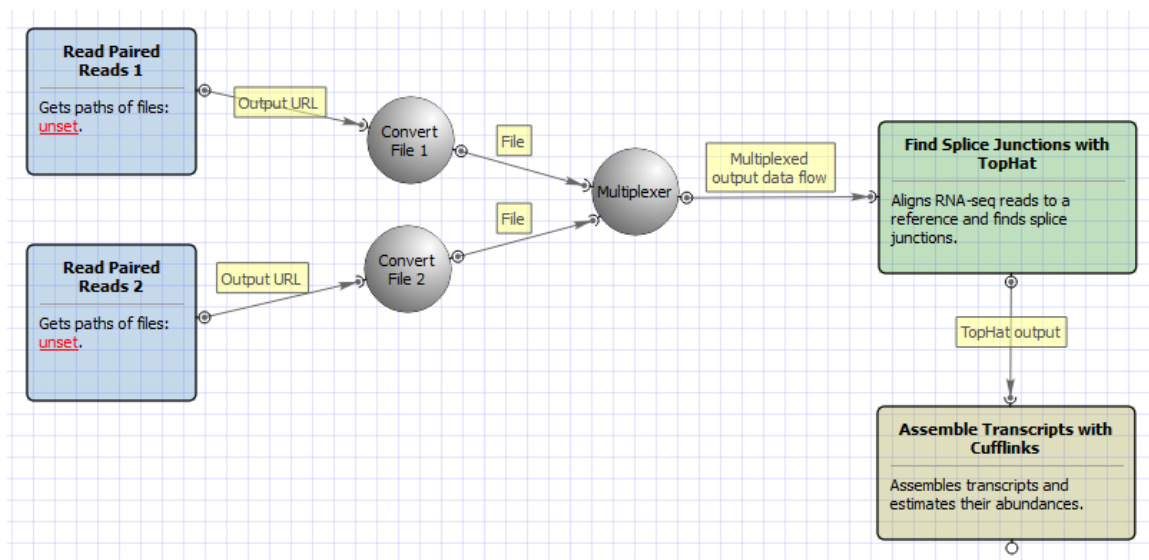 Read Paired
Reads 1
Gets paths of files:
unset.
Output URL
Convert
File 1
File
Multiplexer
Multiplexed
output data flow
Find Splice Junctions with
TopHat
Aligns RNA-seq reads to a
reference and finds splice
junctions.
Read Paired
Reads 2
Gets paths of files:
unset.
Output URL
Convert
File 2
File
TopHat output
Assemble Transcripts with
Cufflinks
Assembles transcripts and
estimates their abundances.